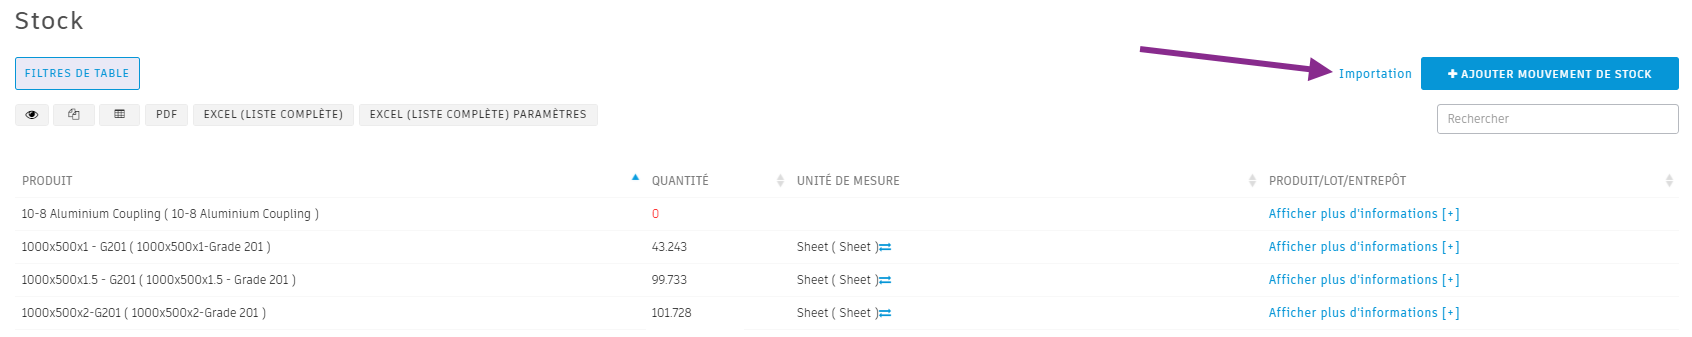 Stock
FILTRES DE TABLE
Importation
AJOUTER MOUVEMENT DE STOCK
PDF EXCEL (LISTE COMPLÈTE) EXCEL (LISTE COMPLÈTE) PARAMÈTRES
Rechercher
PRODUIT QUANTITÉ UNITÉ DE MESURE PRODUIT/LOT/ENTREPÔT
10-8 Aluminium Coupling ( 10-8 Aluminium Coupling ) 0 Afficher plus d'informations [+]
1000x500x1 - G201 ( 1000x500x1-Grade 201 ) 43.243 Sheet ( Sheet ) Afficher plus d'informations [+]
1000x500x1.5 - G201 ( 1000x500x1.5 - Grade 201 ) 99.733 Sheet ( Sheet ) Afficher plus d'informations [+]
1000x500x2-G201 ( 1000x500x2-Grade 201 ) 101.728 Sheet ( Sheet ) Afficher plus d'informations [+]